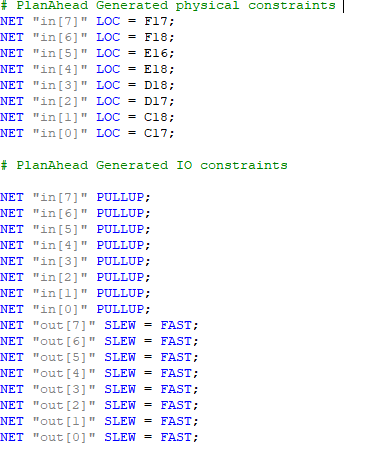 # PlanAhead Generated physical constraints
NET "in[7]" LOC = F17;
NET "in[6]" LOC = F18;
NET "in[5]" LOC = E16;
NET "in[4]" LOC = E18;
NET "in[3]" LOC = D18;
NET "in[2]" LOC = D17;
NET "in[1]" LOC = C18;
NET "in[0]" LOC = C17;
# PlanAhead Generated IO constraints
NET "in[7]" PULLUP;
NET "in[6]" PULLUP;
NET "in[5]" PULLUP;
NET "in[4]" PULLUP;
NET "in[3]" PULLUP;
NET "in[2]" PULLUP;
NET "in[1]" PULLUP;
NET "in[0]" PULLUP;
NET "out[7]" SLEW = FAST;
NET "out[6]" SLEW = FAST;
NET "out[5]" SLEW = FAST;
NET "out[4]" SLEW = FAST;
NET "out[3]" SLEW = FAST;
NET "out[2]" SLEW = FAST;
NET "out[1]" SLEW = FAST;
NET "out[0]" SLEW = FAST;